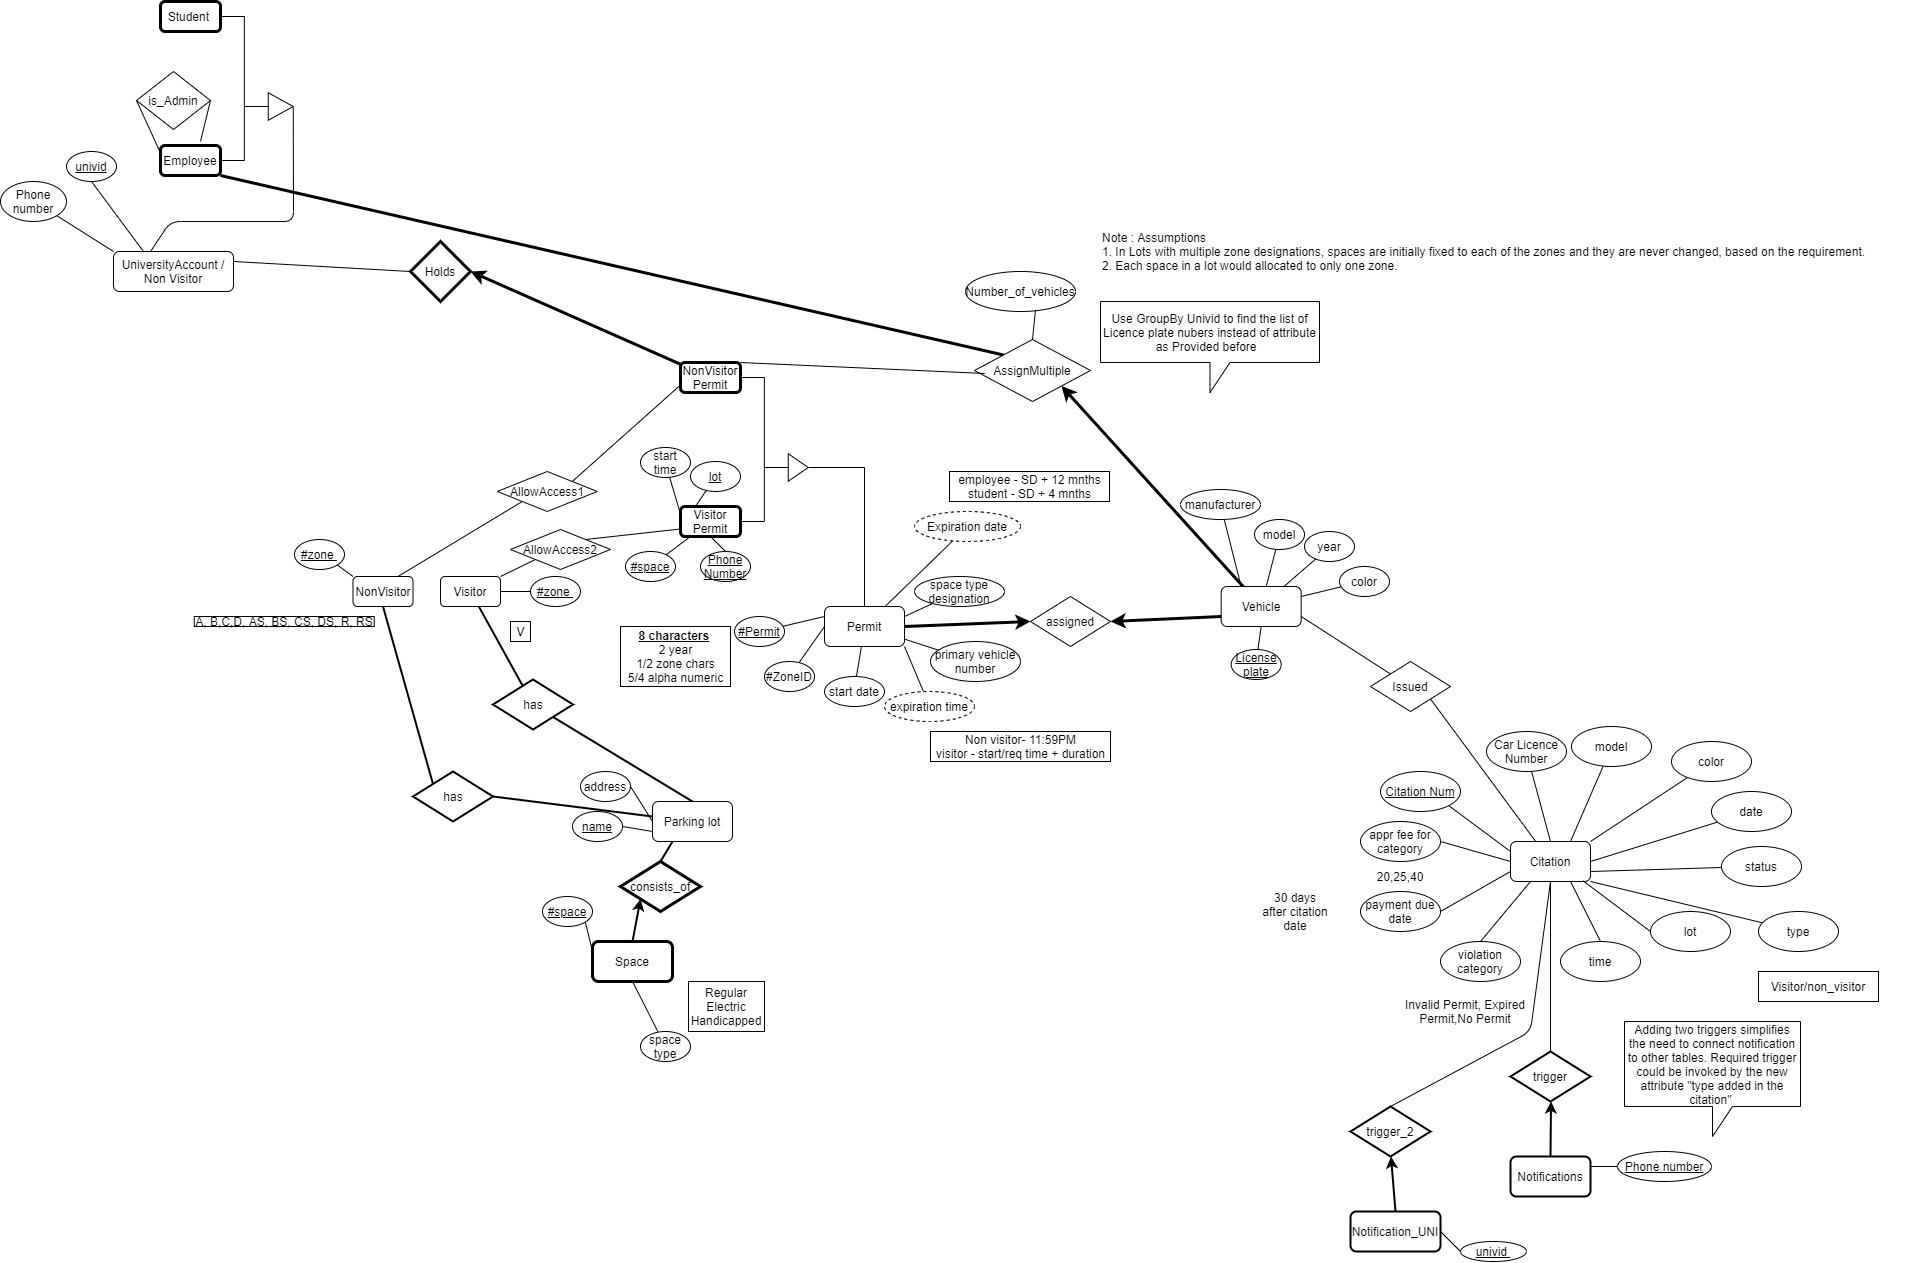 Student
is_Admin
Employee
univid
Phone
number
UniversityAccount /
Non Visitor
Holds
Note : Assumptions
1. In Lots with multiple zone designations, spaces are initially fixed to each of the zones and they are never changed, based on the requirement.
2. Each space in a lot would allocated to only one zone.
Number_of_vehicles
Use GroupBy Univid to find the list of
Licence plate nubers instead of attribute
as Provided before
AssignMultiple
NonVisitor
Permit
start
time
lot
AllowAccess1
Visitor
Permit
AllowAccess2
#space
Phone
Number
employee - SD + 12 mnths
student - SD + 4 mnths
Expiration date
manufacturer
model
year
color
#zone
NonVisitor
Visitor
#zone
A, B,C,D, AS, BS, CS, DS, R, RS
V
space type
designation
Permit
assigned
Vehicle
8 characters
2 year
1/2 zone chars
5/4 alpha numeric
#Permit
#ZoneID
start date
primary vehicle
number
expiration time
License
plate
Issued
has
Non visitor- 11:59PM
visitor - start/req time + duration
has
address
name
Parking lot
consists_of
#space
Space
Regular
Electric
Handicapped
space
type
Car Licence
Number
model
color
Citation Num
date
appr fee for
category
Citation
status
20,25,40
30 days
after citation
date
payment due
date
lot
type
violation
category
time
Visitor/non_visitor
Invalid Permit, Expired
Permit,No Permit
Adding two triggers simplifies
the need to connect notification
to other tables. Required trigger
could be invoked by the new
attribute "type added in the
citation"
trigger
trigger_2
Notifications
Phone number
Notification_UNI
univid